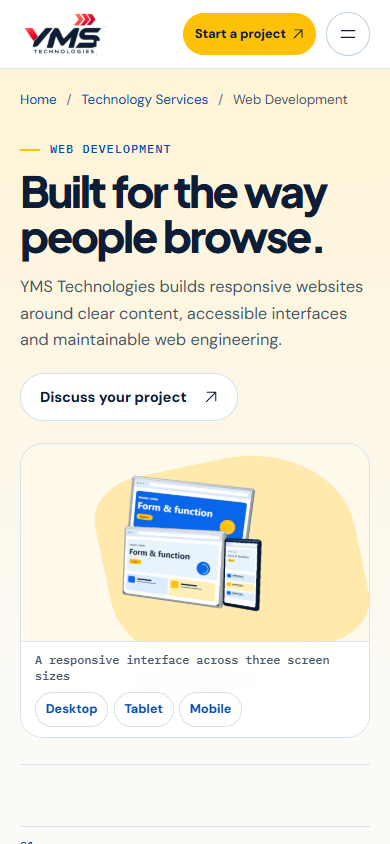 YMS
TECHNOLOGIES
Start a project
Home / Technology Services / Web Development
WEB DEVELOPMENT
Built for the way
people browse.
YMS Technologies builds responsive websites
around clear content, accessible interfaces
and maintainable web engineering.
Discuss your project
Form & function
Form & function
A responsive interface across three screen
sizes
Desktop
Tablet
Mobile